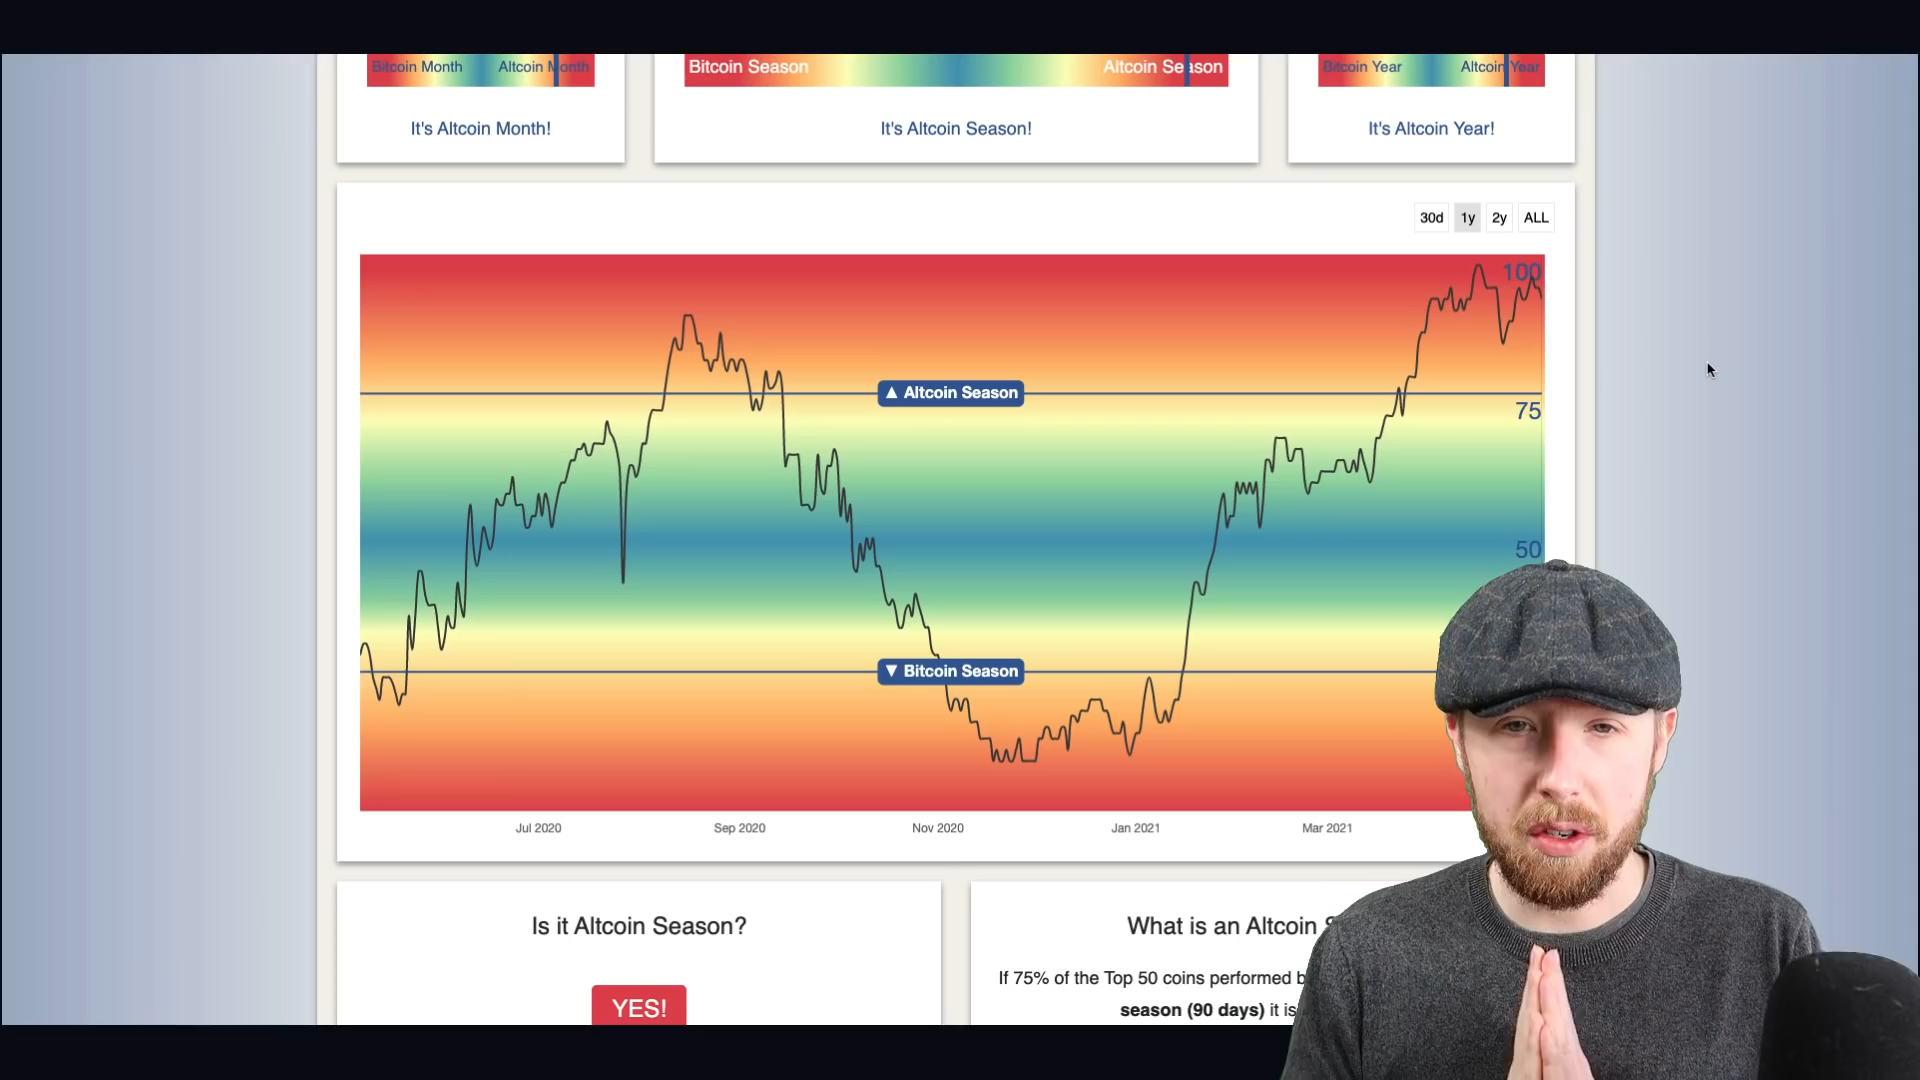 Bitcoin Month Altcoin Month
Bitcoin Season Altcoin Season
Bitcoin Year Altcoin Year
It's Altcoin Month!
It's Altcoin Season!
It's Altcoin Year!
30d 1y 2y ALL
100
▲ Altcoin Season
75
50
▼ Bitcoin Season
Jul 2020 Sep 2020 Nov 2020 Jan 2021 Mar 2021
Is it Altcoin Season?
YES!
What is an Altcoin
If 75% of the Top 50 coins performed
season (90 days) it is